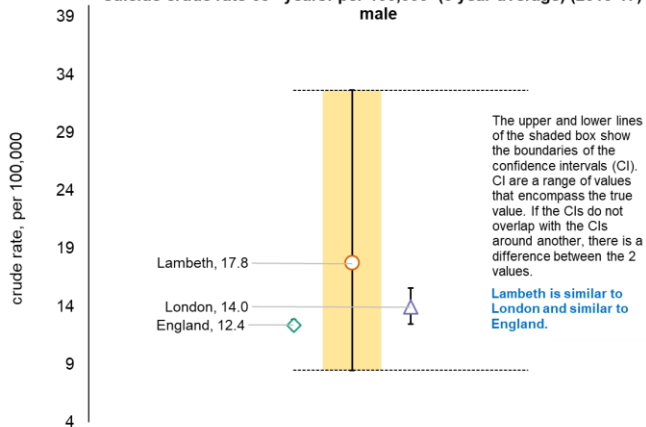 male
39
34
29
24
19
14
9
4
crude rate, per 100,000
Lambeth, 17.8
London, 14.0
England, 12.4
The upper and lower lines
of the shaded box show
the boundaries of the
confidence intervals (CI).
CI are a range of values
that encompass the true
value. If the CIs do not
overlap with the CIs
around another, there is a
difference between the 2
values.
Lambeth is similar to
London and similar to
England.